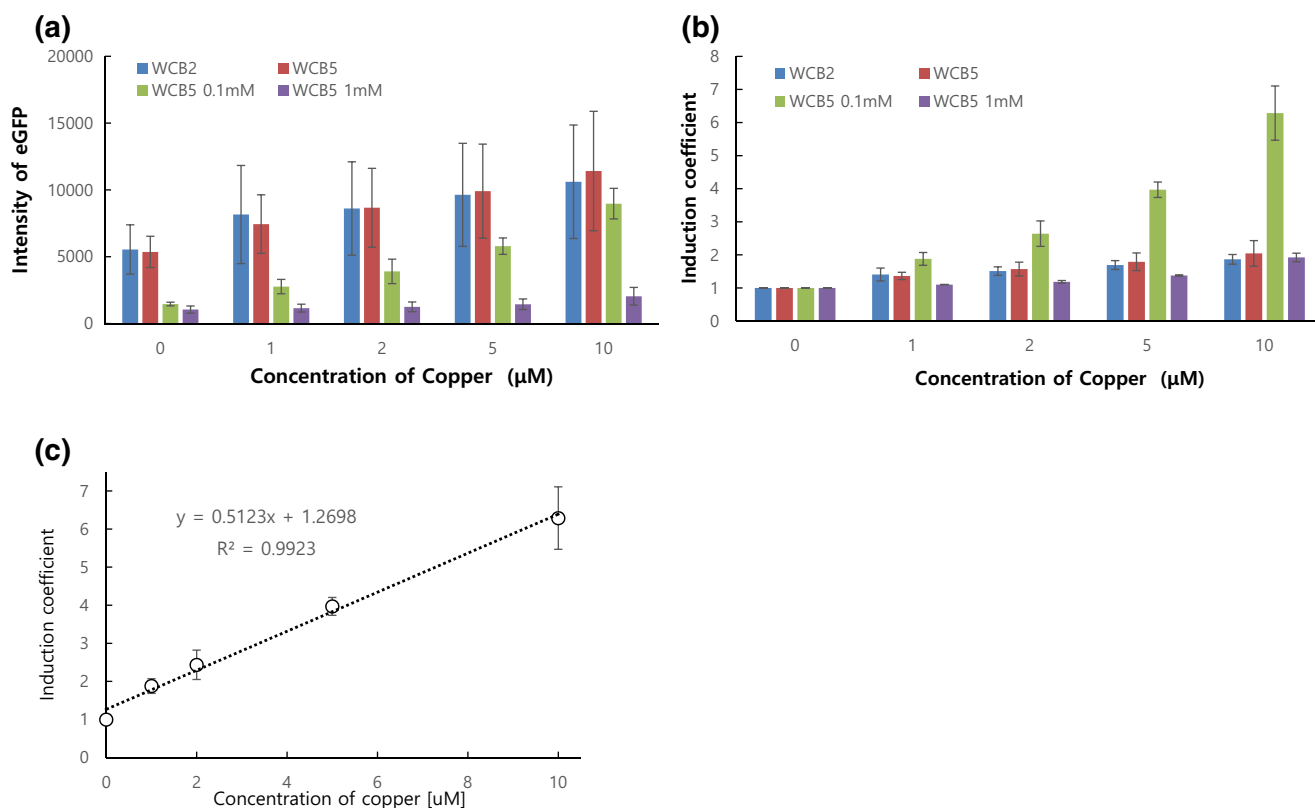 (a)
20000
15000
10000
5000
0
Intensity of eGFP
WCB2
WCB5
WCB5 0.1mM
WCB5 1mM
0 1 2 5 10
Concentration of Copper (μM)
(b)
8
7
6
5
4
3
2
1
0
Induction coefficient
WCB2
WCB5
WCB5 0.1mM
WCB5 1mM
0 1 2 5 10
Concentration of Copper (μM)
(c)
7
6
5
4
3
2
1
0
Induction coefficient
y = 0.5123x + 1.2698
R² = 0.9923
0 2 4 6 8 10
Concentration of copper [uM]